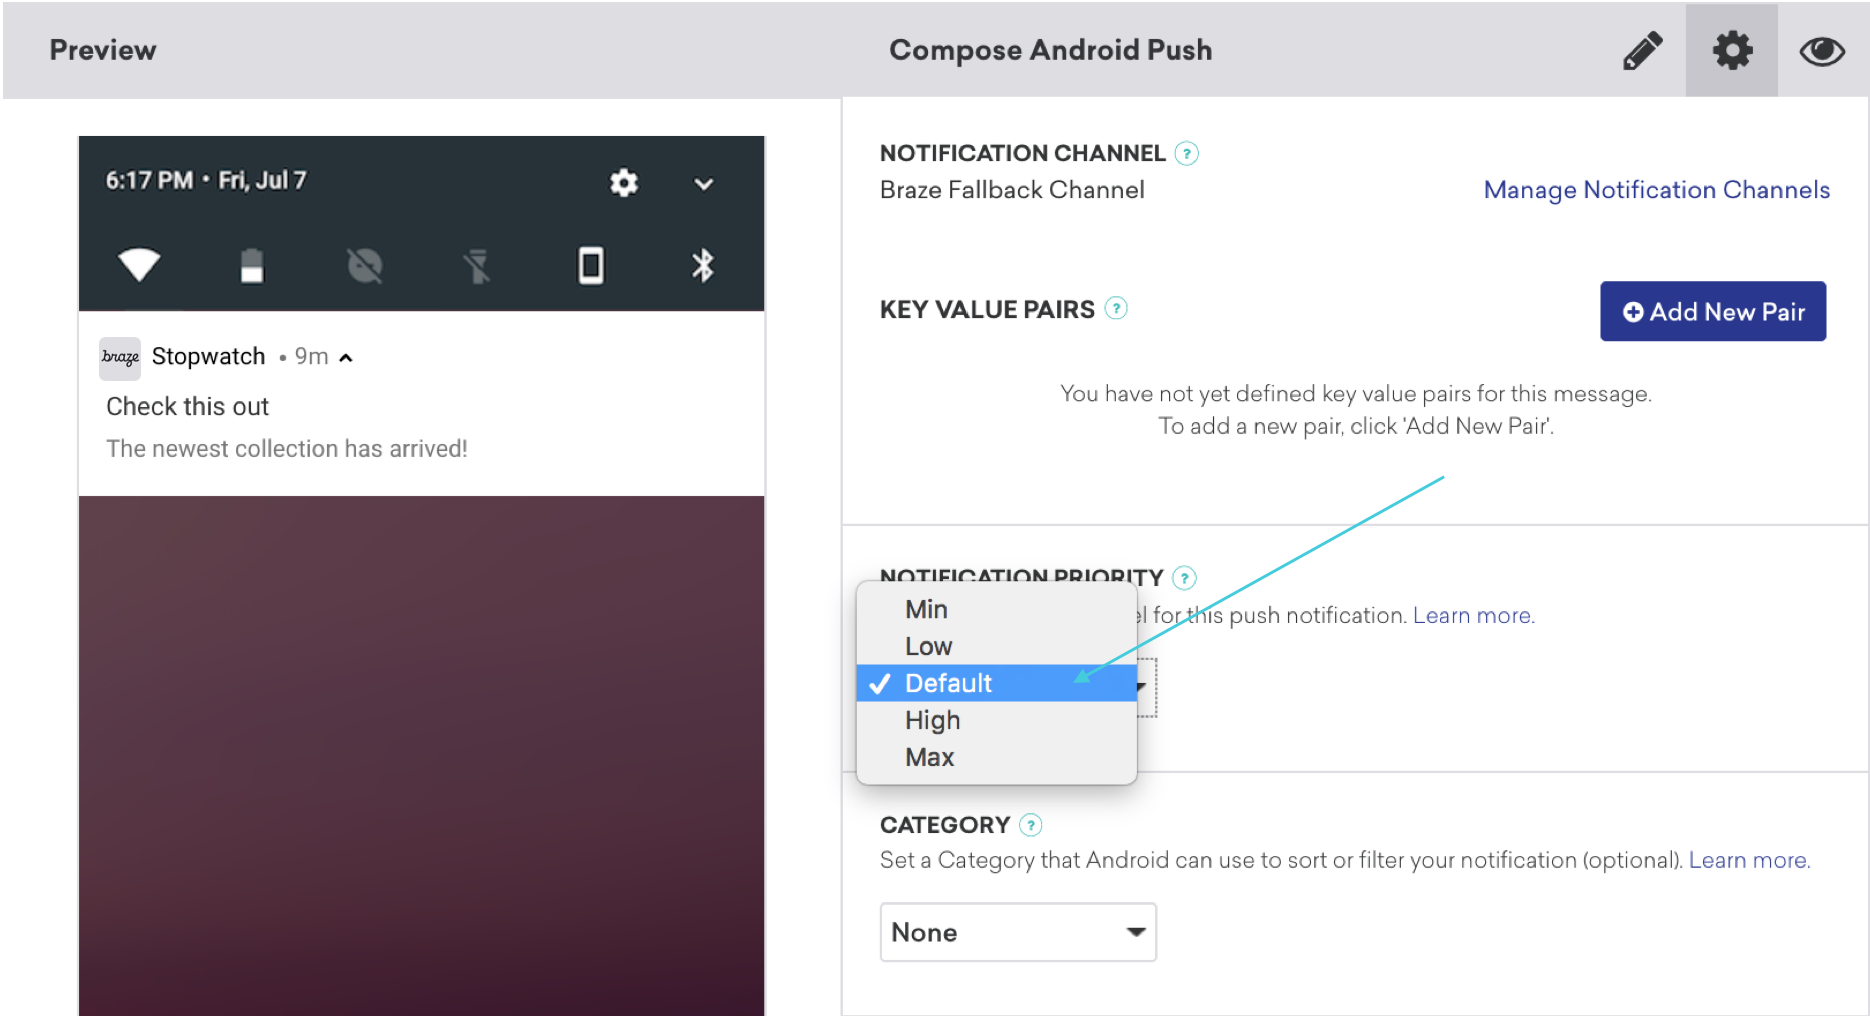 Preview
Compose Android Push
6:17 PM • Fri, Jul 7
braze Stopwatch • 9m
Check this out
The newest collection has arrived!
NOTIFICATION CHANNEL ?
Braze Fallback Channel
Manage Notification Channels
KEY VALUE PAIRS ?
Add New Pair
You have not yet defined key value pairs for this message.
To add a new pair, click 'Add New Pair'.
NOTIFICATION PRIORITY ?
for this push notification. Learn more.
Min
Low
Default
High
Max
CATEGORY ?
Set a Category that Android can use to sort or filter your notification (optional). Learn more.
None